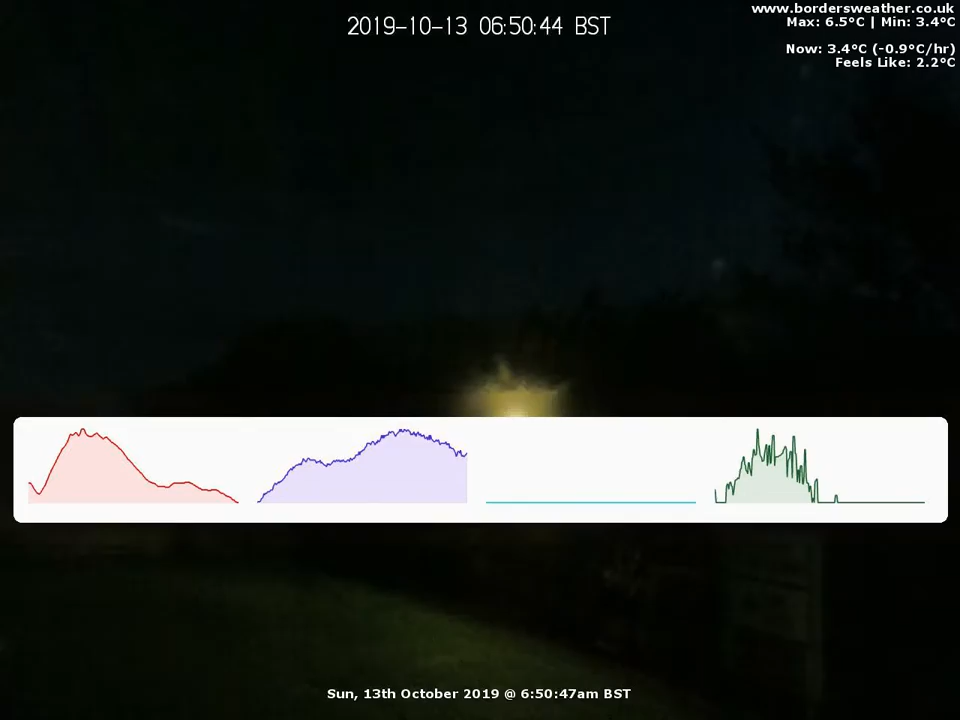 www.bordersweather.co.uk
2019-10-13 06:50:44 BST
Max: 6.5°C | Min: 3.4°C
Now: 3.4°C (-0.9°C/hr)
Feels Like: 2.2°C
Sun, 13th October 2019 @ 6:50:47am BST